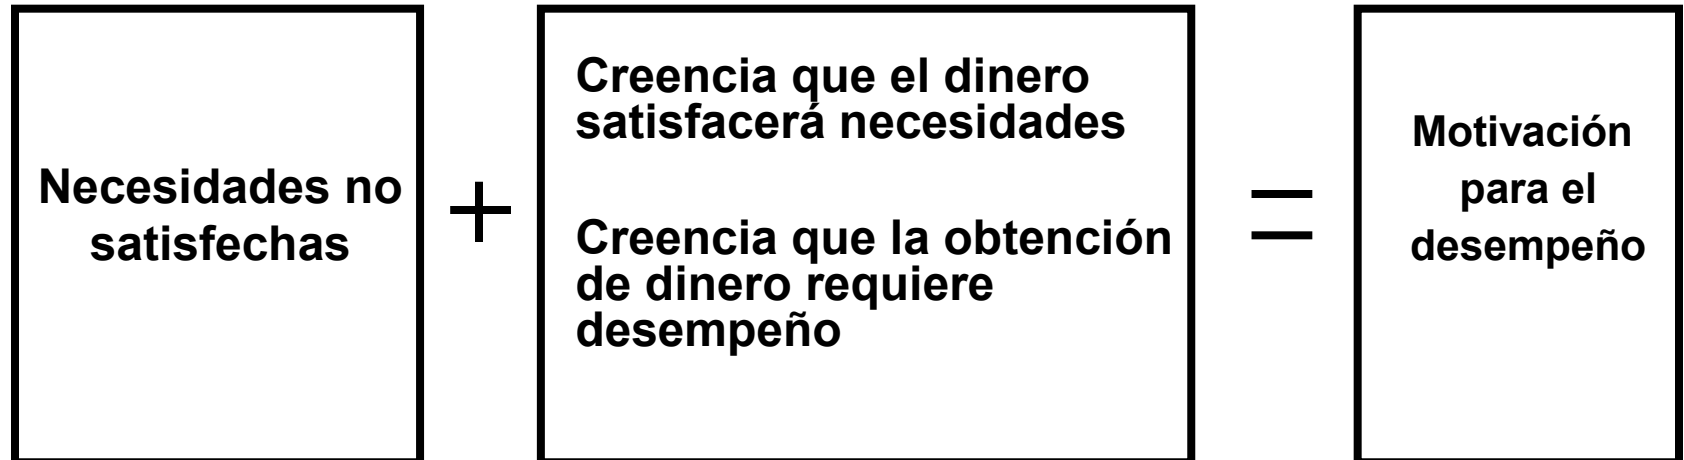 Necesidades no
satisfechas
+
Creencia que el dinero
satisfacerá necesidades
Creencia que la obtención
de dinero requiere
desempeño
=
Motivación
para el
desempeño